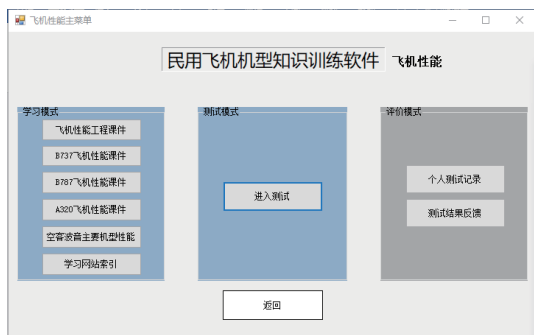 飞机性能主菜单
民用飞机机型知识训练软件 飞机性能
学习模式
飞机性能工程课件
B737飞机性能课件
B787飞机性能课件
A320飞机性能课件
空客波音主要机型性能
学习网站索引
测试模式
进入测试
评价模式
个人测试记录
测试结果反馈
返回